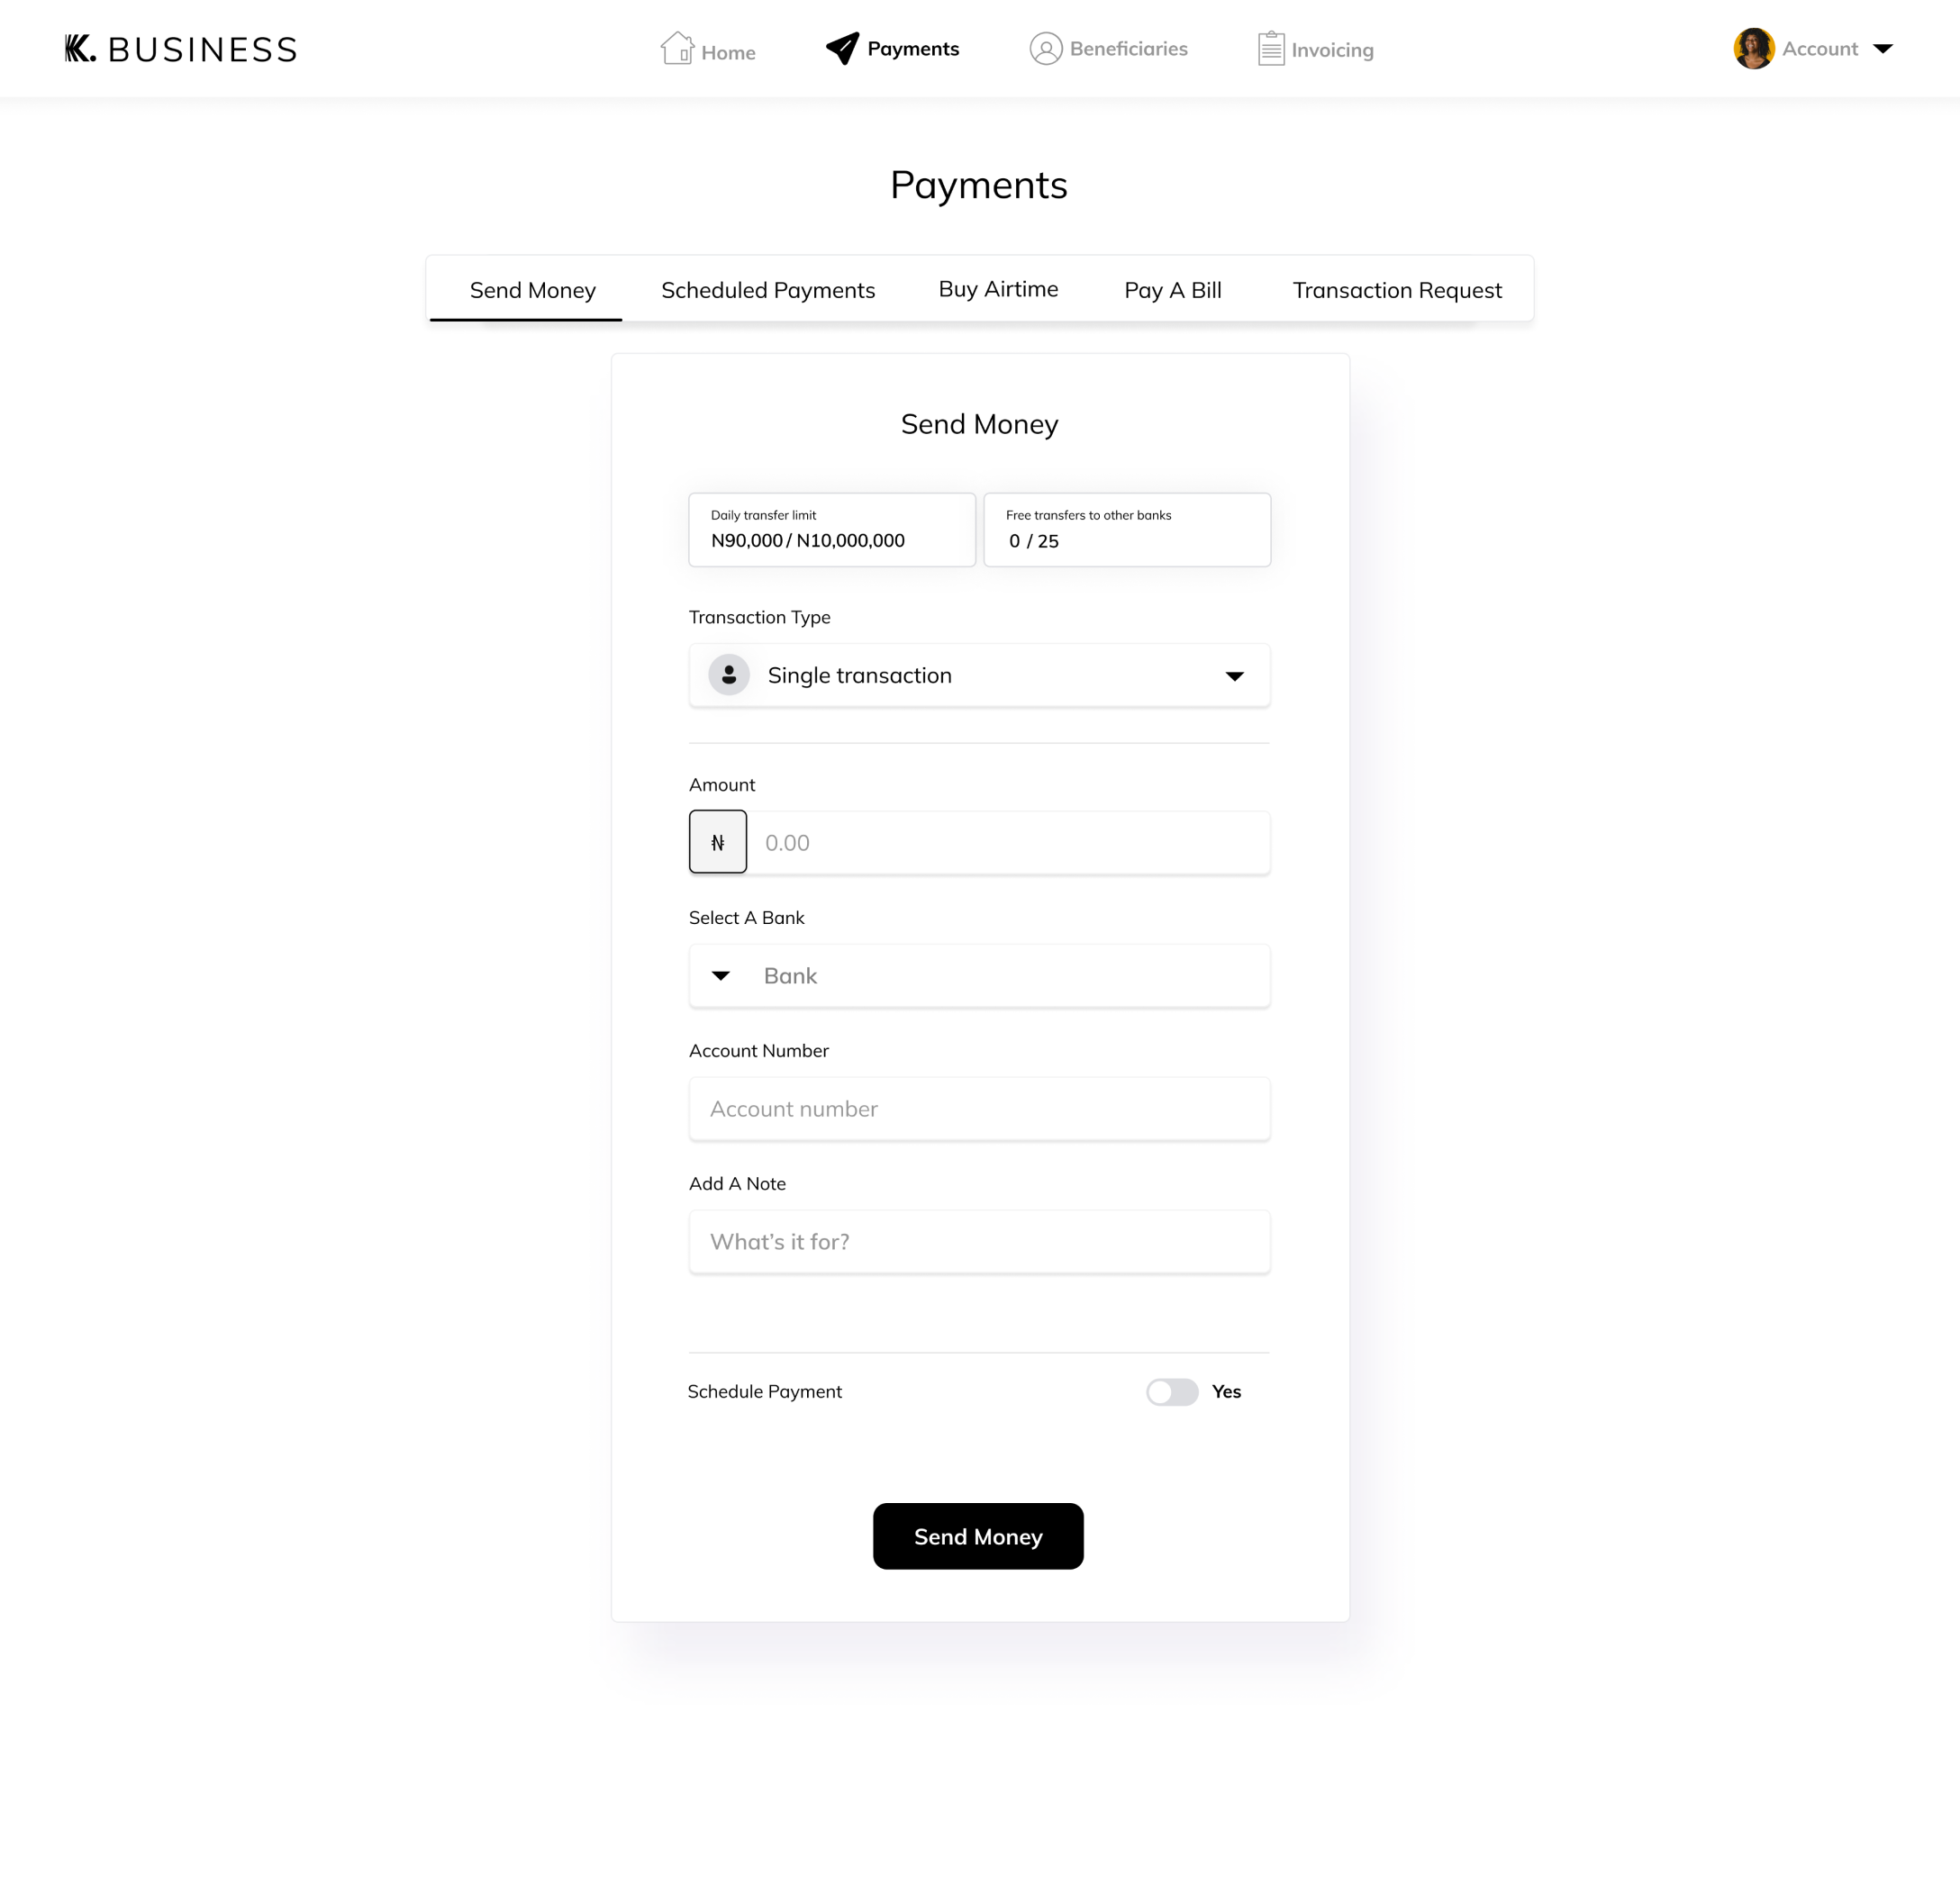 K. BUSINESS
Home
Payments
Beneficiaries
Invoicing
Account
Payments
Send Money
Scheduled Payments
Buy Airtime
Pay A Bill
Transaction Request
Send Money
Daily transfer limit
N90,000 / N10,000,000
Free transfers to other banks
0 / 25
Transaction Type
Single transaction
Amount
₦ 0.00
Select A Bank
Bank
Account Number
Account number
Add A Note
What’s it for?
Schedule Payment
Yes
Send Money